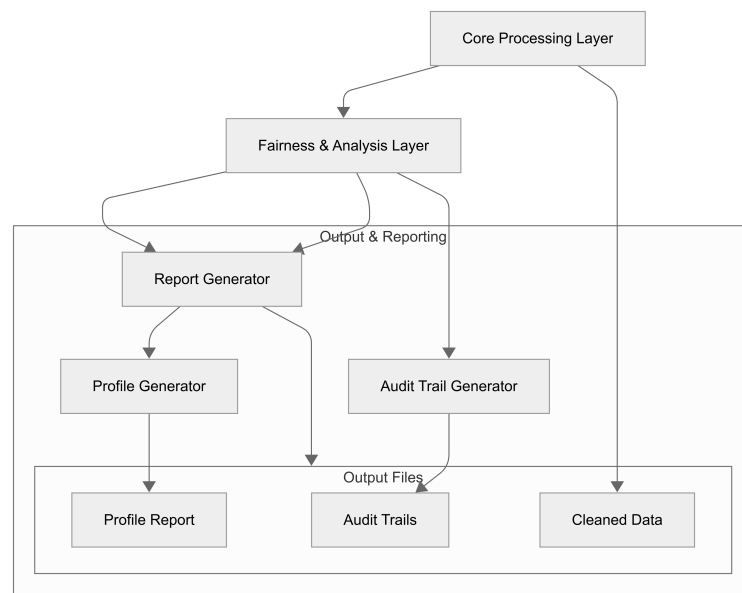 Core Processing Layer
Fairness & Analysis Layer
Output & Reporting
Report Generator
Profile Generator
Audit Trail Generator
Output Files
Profile Report
Audit Trails
Cleaned Data